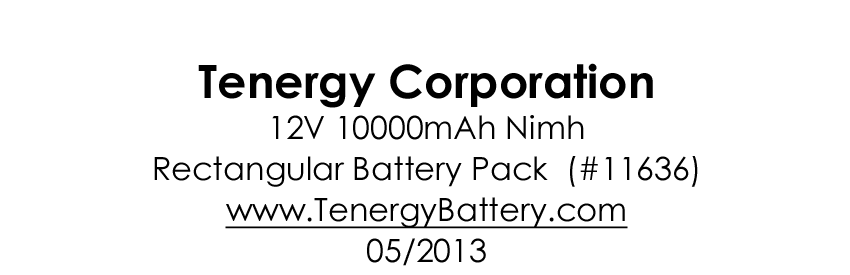 Tenergy Corporation
12V 10000mAh Nimh
Rectangular Battery Pack  (#11636)
www.TenergyBattery.com
05/2013